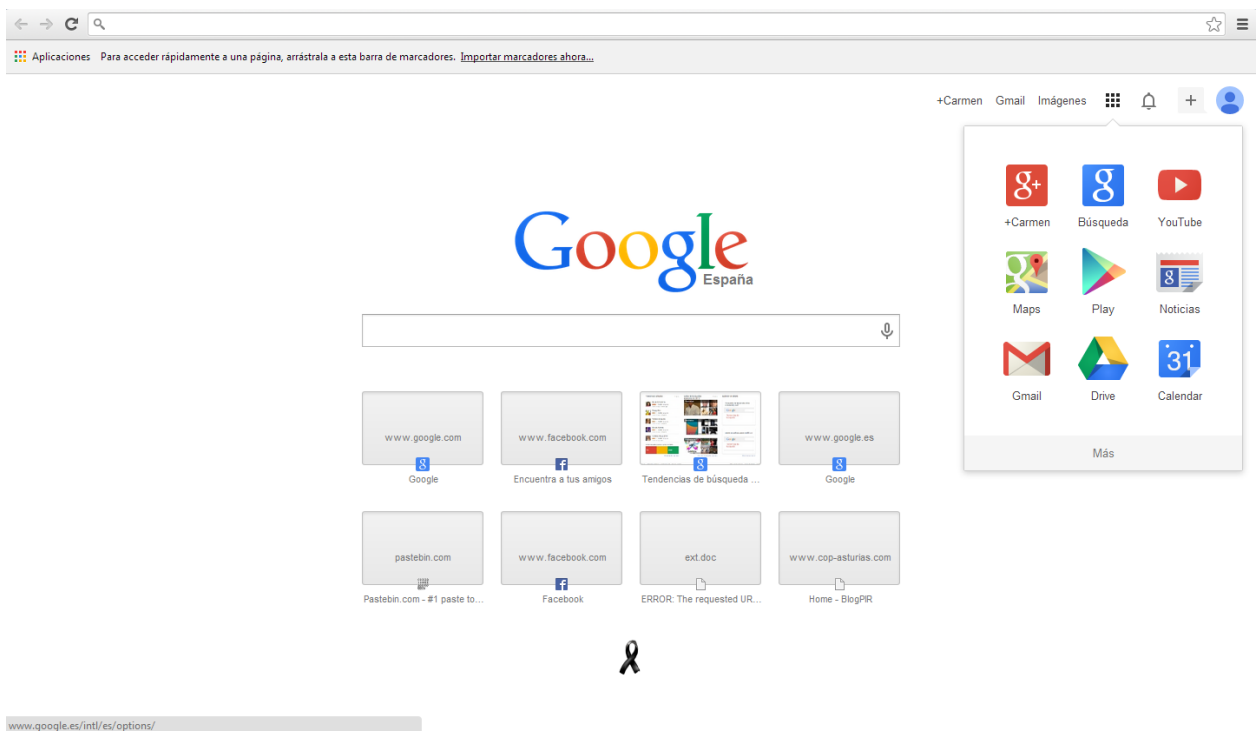 Aplicaciones Para acceder rápidamente a una página, arrástrala a esta barra de marcadores. Importar marcadores ahora...
+Carmen Gmail Imágenes
Google
España
+Carmen Búsqueda YouTube
Maps Play Noticias
31
Gmail Drive Calendar
Más
www.google.com www.facebook.com www.google.es
Google Encuentra a tus amigos Tendencias de búsqueda ... Google
pastebin.com www.facebook.com ext.doc www.cop-asturias.com
Pastebin.com - #1 paste to... Facebook ERROR: The requested UR... Home - BlogPIR
www.google.es/intl/es/options/